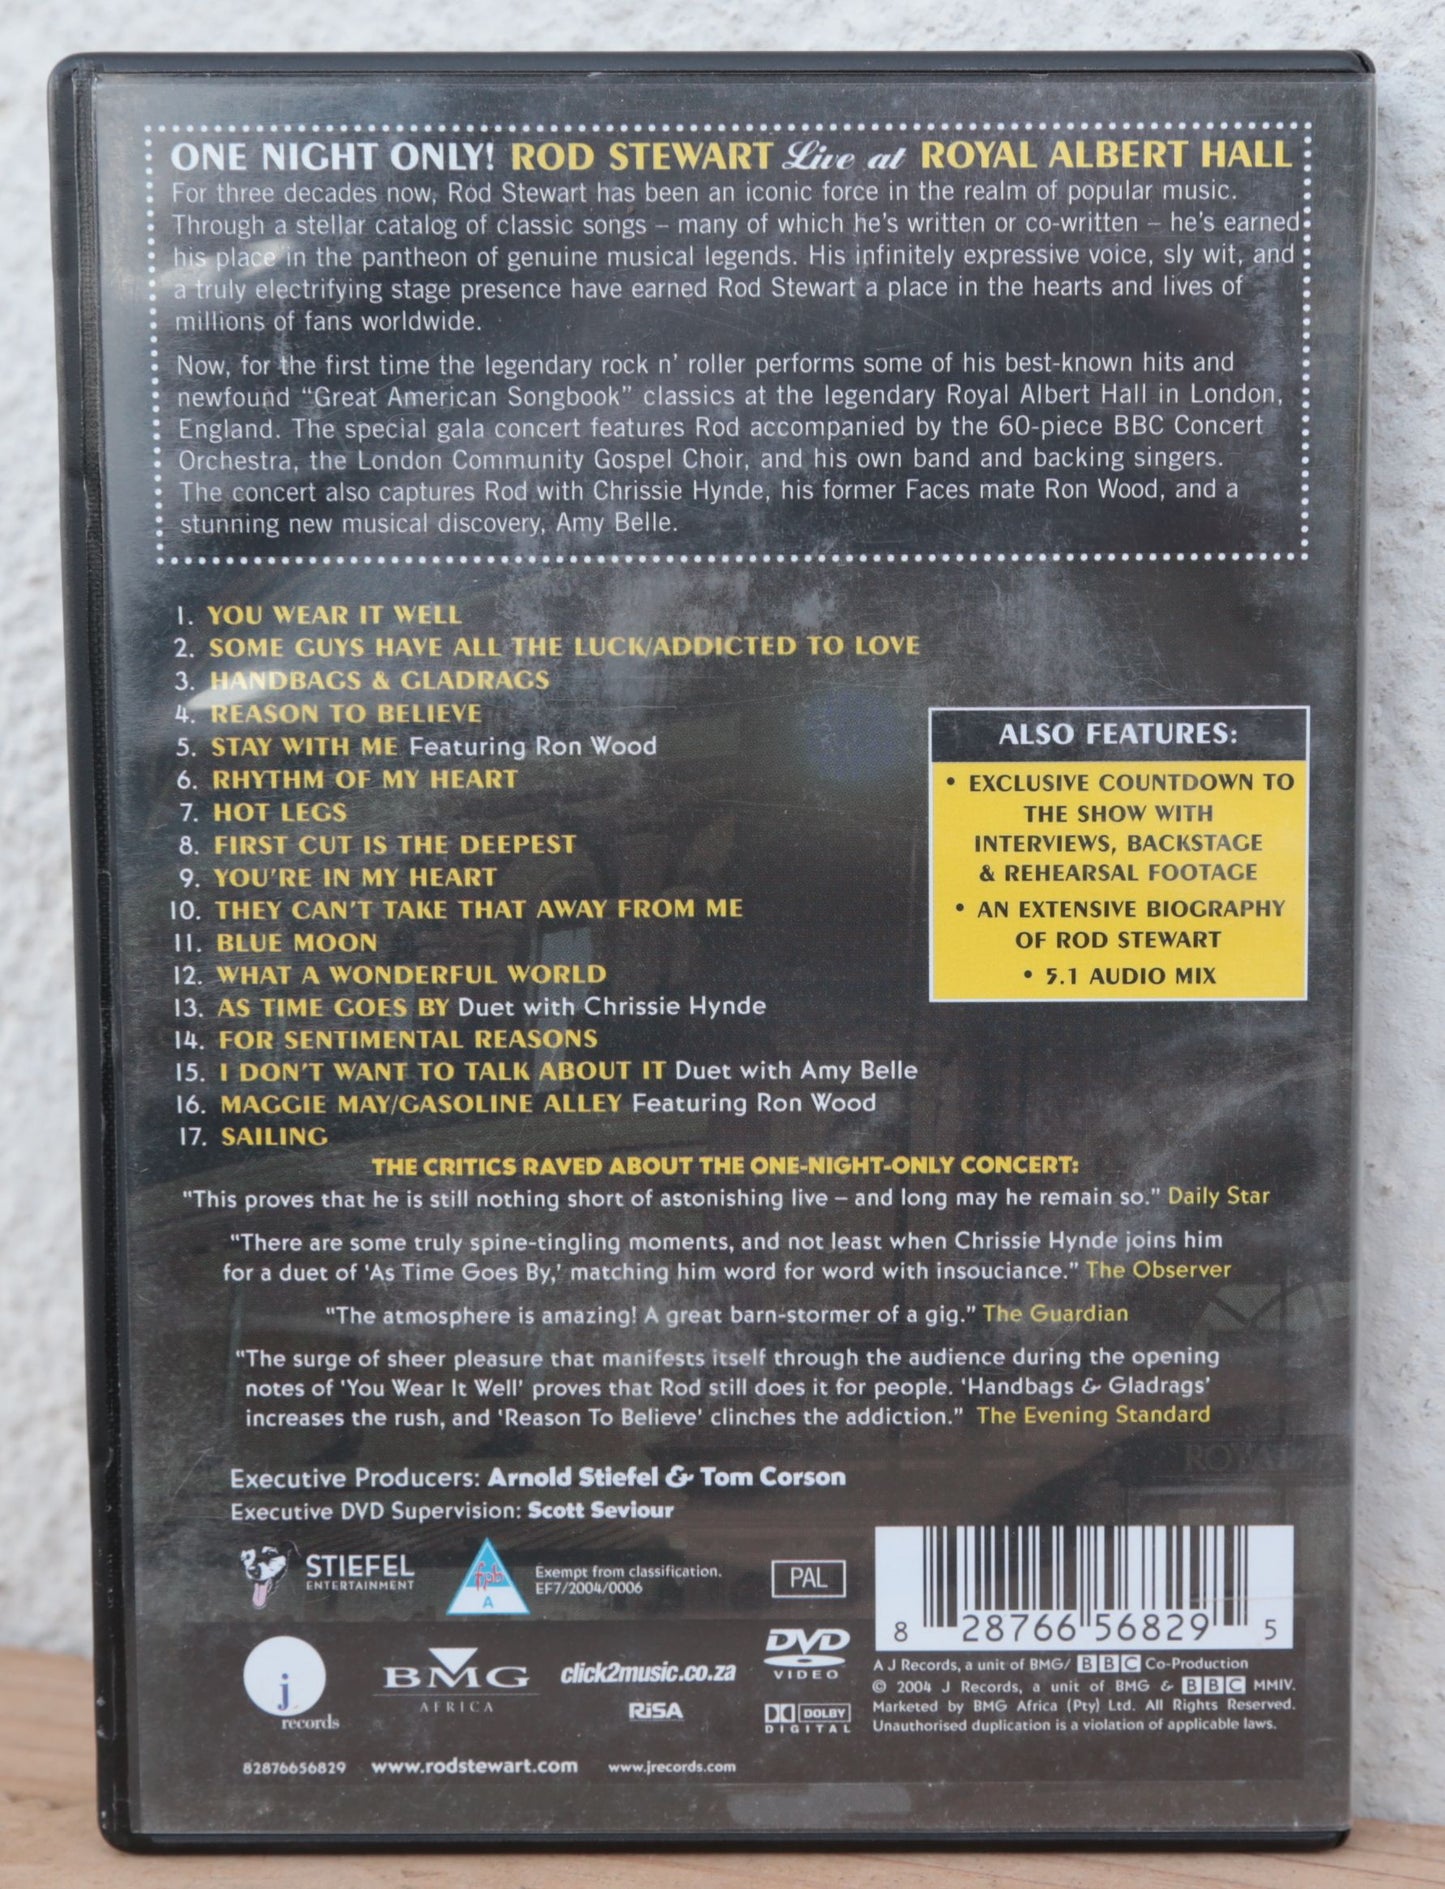 ONE NIGHT ONLY! ROD STEWART Live at ROYAL ALBERT HALL
For three decades now, Rod Stewart has been an iconic force in the realm of popular music.
Through a stellar catalog of classic songs – many of which he's written or co-written – he's earned
his place in the pantheon of genuine musical legends. His infinitely expressive voice, sly wit, and
a truly electrifying stage presence have earned Rod Stewart a place in the hearts and lives of
millions of fans worldwide.
Now, for the first time the legendary rock n' roller performs some of his best-known hits and
newfound "Great American Songbook" classics at the legendary Royal Albert Hall in London,
England. The special gala concert features Rod accompanied by the 60-piece BBC Concert
Orchestra, the London Community Gospel Choir, and his own band and backing singers.
The concert also captures Rod with Chrissie Hynde, his former Faces mate Ron Wood, and a
stunning new musical discovery, Amy Belle.
1. YOU WEAR IT WELL
2. SOME GUYS HAVE ALL THE LUCK/ADDICTED TO LOVE
3. HANDBAGS & GLADRAGS
4. REASON TO BELIEVE
5. STAY WITH ME Featuring Ron Wood
6. RHYTHM OF MY HEART
7. HOT LEGS
8. FIRST CUT IS THE DEEPEST
9. YOU'RE IN MY HEART
10. THEY CAN'T TAKE THAT AWAY FROM ME
11. BLUE MOON
12. WHAT A WONDERFUL WORLD
13. AS TIME GOES BY Duet with Chrissie Hynde
14. FOR SENTIMENTAL REASONS
15. I DON'T WANT TO TALK ABOUT IT Duet with Amy Belle
16. MAGGIE MAY/GASOLINE ALLEY Featuring Ron Wood
17. SAILING
ALSO FEATURES:
• EXCLUSIVE COUNTDOWN TO
THE SHOW WITH
INTERVIEWS, BACKSTAGE
& REHEARSAL FOOTAGE
• AN EXTENSIVE BIOGRAPHY
OF ROD STEWART
• 5.1 AUDIO MIX
THE CRITICS RAVED ABOUT THE ONE-NIGHT-ONLY CONCERT:
"This proves that he is still nothing short of astonishing live – and long may he remain so." Daily Star
"There are some truly spine-tingling moments, and not least when Chrissie Hynde joins him
for a duet of 'As Time Goes By,' matching him word for word with insouciance." The Observer
"The atmosphere is amazing! A great barn-stormer of a gig." The Guardian
"The surge of sheer pleasure that manifests itself through the audience during the opening
notes of 'You Wear It Well' proves that Rod still does it for people. 'Handbags & Gladrags'
increases the rush, and 'Reason To Believe' clinches the addiction." The Evening Standard
ROYAL
Executive Producers: Arnold Stiefel & Tom Corson
Executive DVD Supervision: Scott Seviour
STIEFEL
ENTERTAINMENT
fpb
A
Exempt from classification.
EF7/2004/0006
PAL
8 28766 56829 5
j
records
BMG
AFRICA
click2music.co.za
RiSA
DVD
VIDEO
DOLBY
DIGITAL
A J Records, a unit of BMG/ BBC Co-Production
© 2004 J Records, a unit of BMG & BBC MMIV.
Marketed by BMG Africa (Pty) Ltd. All Rights Reserved.
Unauthorised duplication is a violation of applicable laws.
82876656829 www.rodstewart.com www.jrecords.com